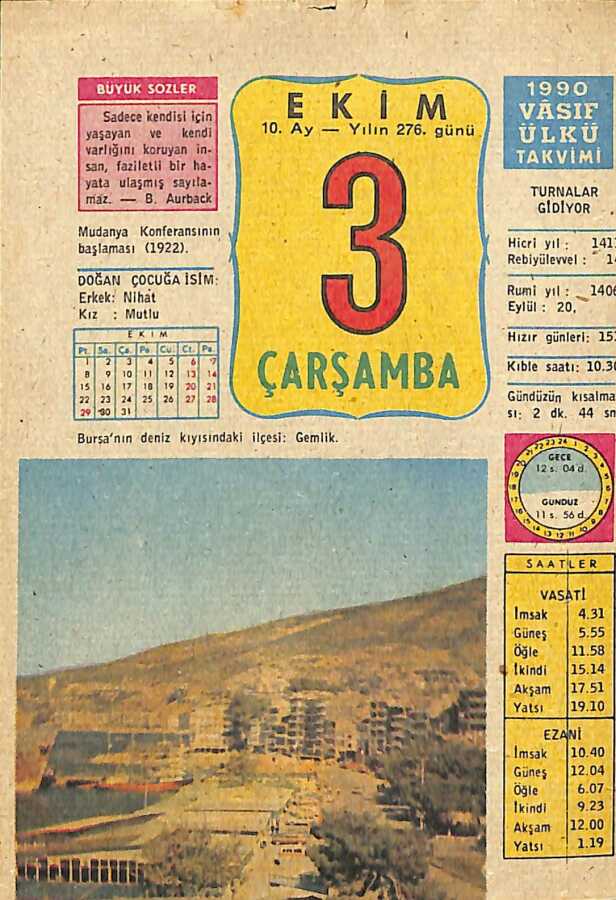 BÜYÜK SÖZLER
Sadece kendisi için
yaşayan ve kendi
varlığını koruyan in-
san, faziletli bir ha-
yata ulaşmış sayıla-
maz. — B. Aurback
Mudanya Konferansının
başlaması (1922).
DOĞAN ÇOCUĞA İSİM:
Erkek: Nihat
Kız : Mutlu
EKİM
Pt. Sa. Ça. Pe. Cu. Ct. Pa.
1 2 3 4 5 6 7
8 9 10 11 12 13 14
15 16 17 18 19 20 21
22 23 24 25 26 27 28
29 30 31
EKİM
10. Ay — Yılın 276. günü
3
ÇARŞAMBA
1990
VÂSIF
ÜLKÜ
TAKVİMİ
TURNALAR
GİDİYOR
Hicri yıl : 141
Rebiyülevvel :
Rumi yıl : 1406
Eylül : 20,
Hızır günleri: 15
Kıble saatı: 10.3
Gündüzün kısalma
sı: 2 dk. 44 sn
GECE
12 s. 04 d.
GÜNDÜZ
11 s. 56 d.
SAATLER
VASATİ
İmsak 4.31
Güneş 5.55
Öğle 11.58
İkindi 15.14
Akşam 17.51
Yatsı 19.10
EZANİ
İmsak 10.40
Güneş 12.04
Öğle 6.07
İkindi 9.23
Akşam 12.00
Yatsı 1.19
Bursa'nın deniz kıyısındaki ilçesi: Gemlik.